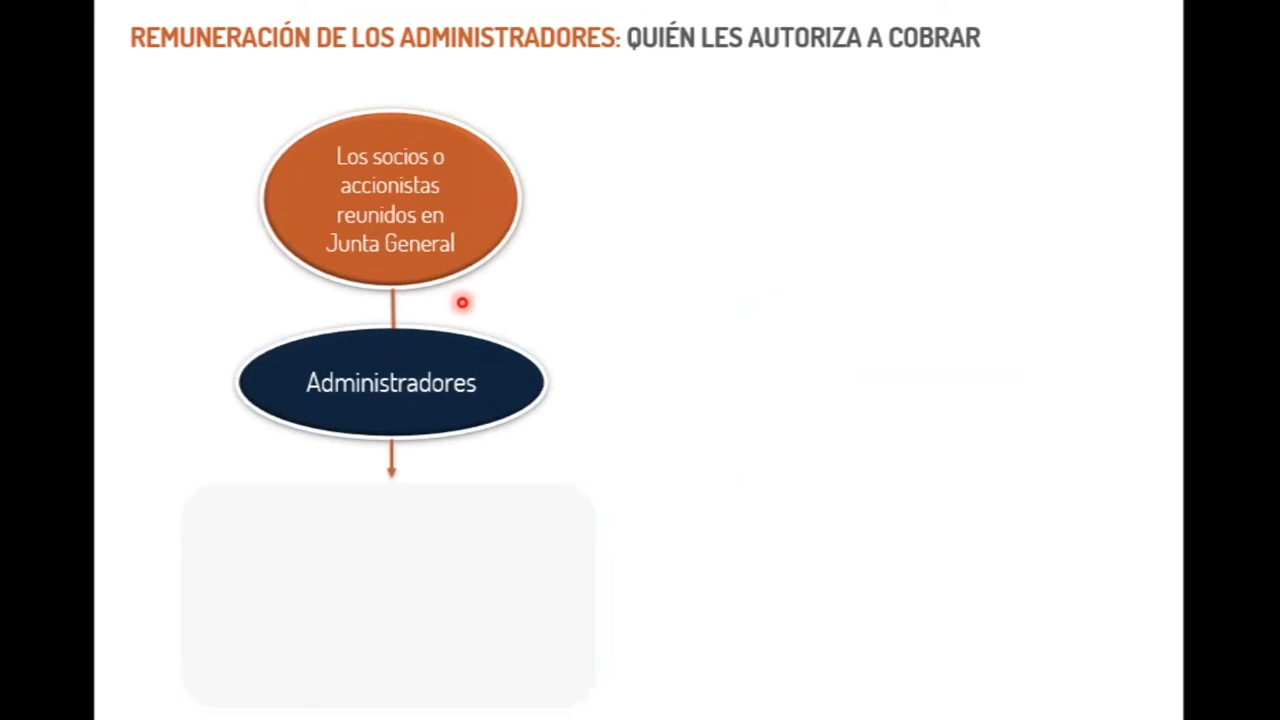 REMUNERACIÓN DE LOS ADMINISTRADORES: QUIÉN LES AUTORIZA A COBRAR
Los socios o
accionistas
reunidos en
Junta General
Administradores